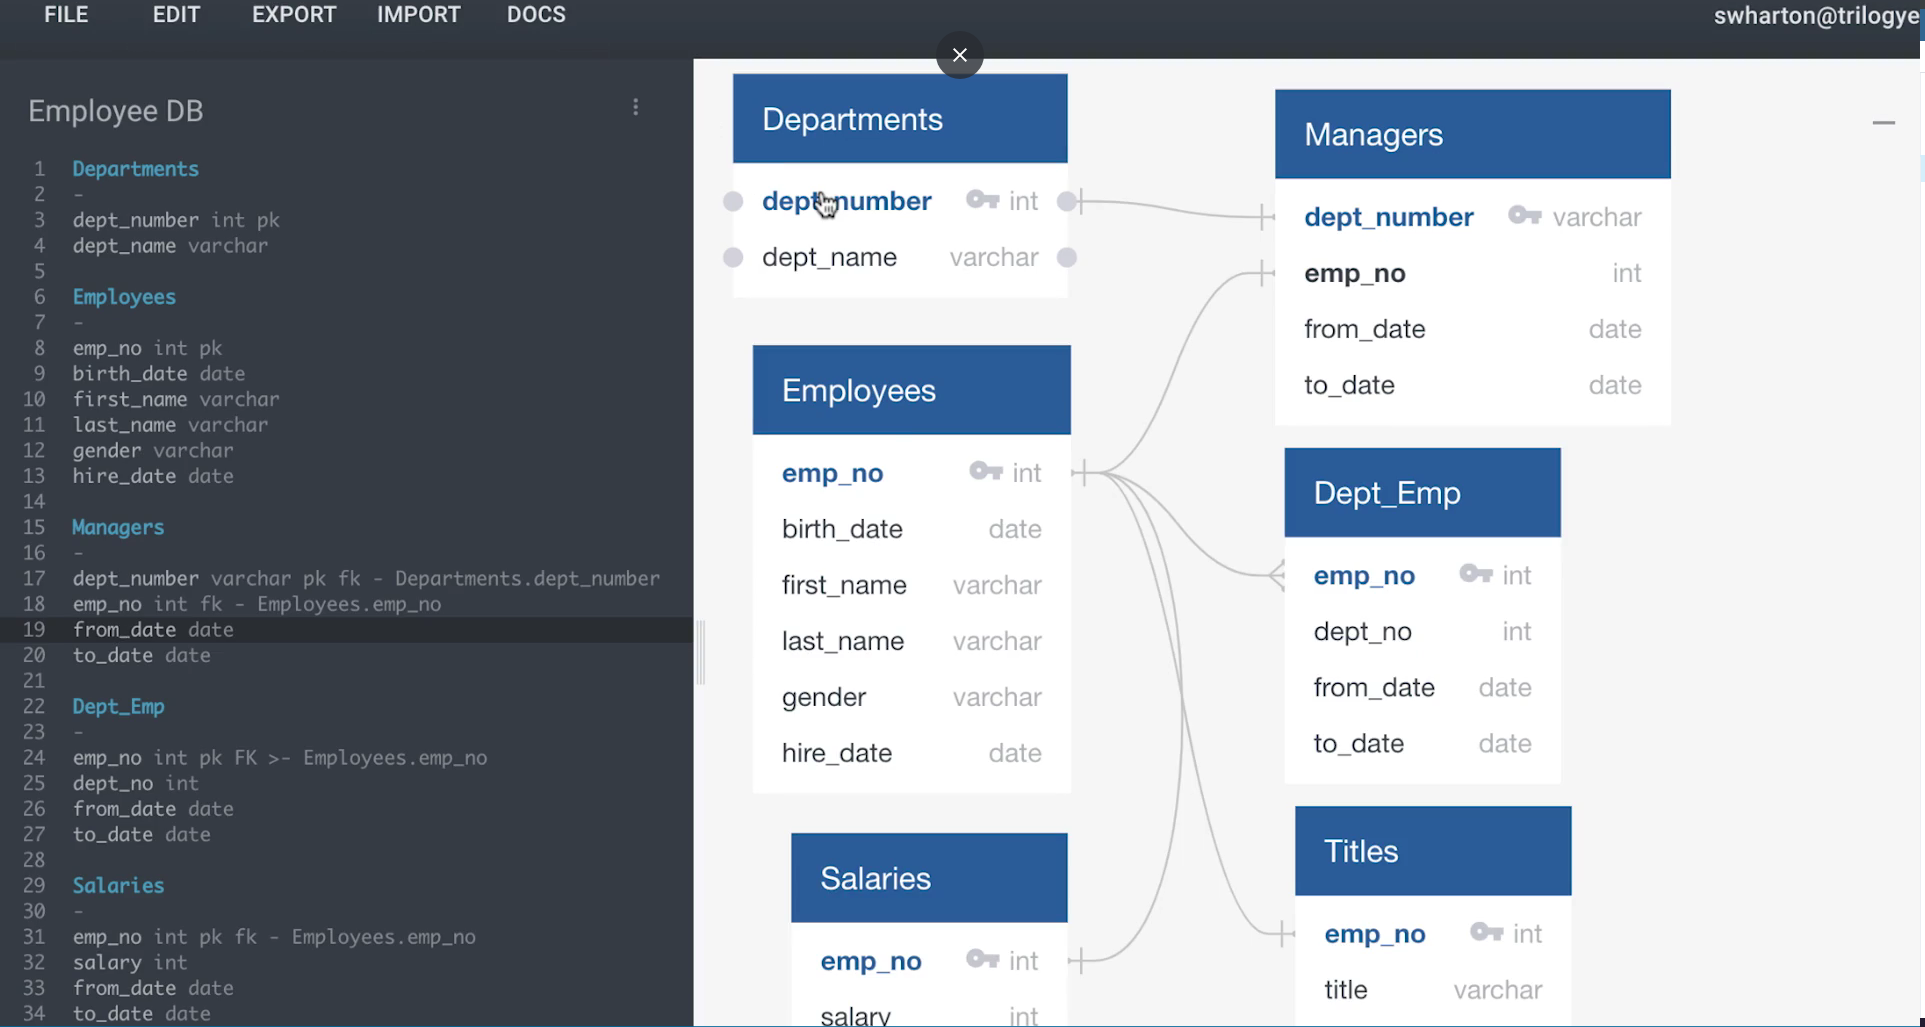 FILE EDIT EXPORT IMPORT DOCS swharton@trilogye
Employee DB
1 Departments
2 -
3 dept_number int pk
4 dept_name varchar
5
6 Employees
7 -
8 emp_no int pk
9 birth_date date
10 first_name varchar
11 last_name varchar
12 gender varchar
13 hire_date date
14
15 Managers
16 -
17 dept_number varchar pk fk - Departments.dept_number
18 emp_no int fk - Employees.emp_no
19 from_date date
20 to_date date
21
22 Dept_Emp
23 -
24 emp_no int pk FK >- Employees.emp_no
25 dept_no int
26 from_date date
27 to_date date
28
29 Salaries
30 -
31 emp_no int pk fk - Employees.emp_no
32 salary int
33 from_date date
34 to_date date
Departments
dept_number int
dept_name varchar
Employees
emp_no int
birth_date date
first_name varchar
last_name varchar
gender varchar
hire_date date
Salaries
emp_no int
salary int
Managers
dept_number varchar
emp_no int
from_date date
to_date date
Dept_Emp
emp_no int
dept_no int
from_date date
to_date date
Titles
emp_no int
title varchar